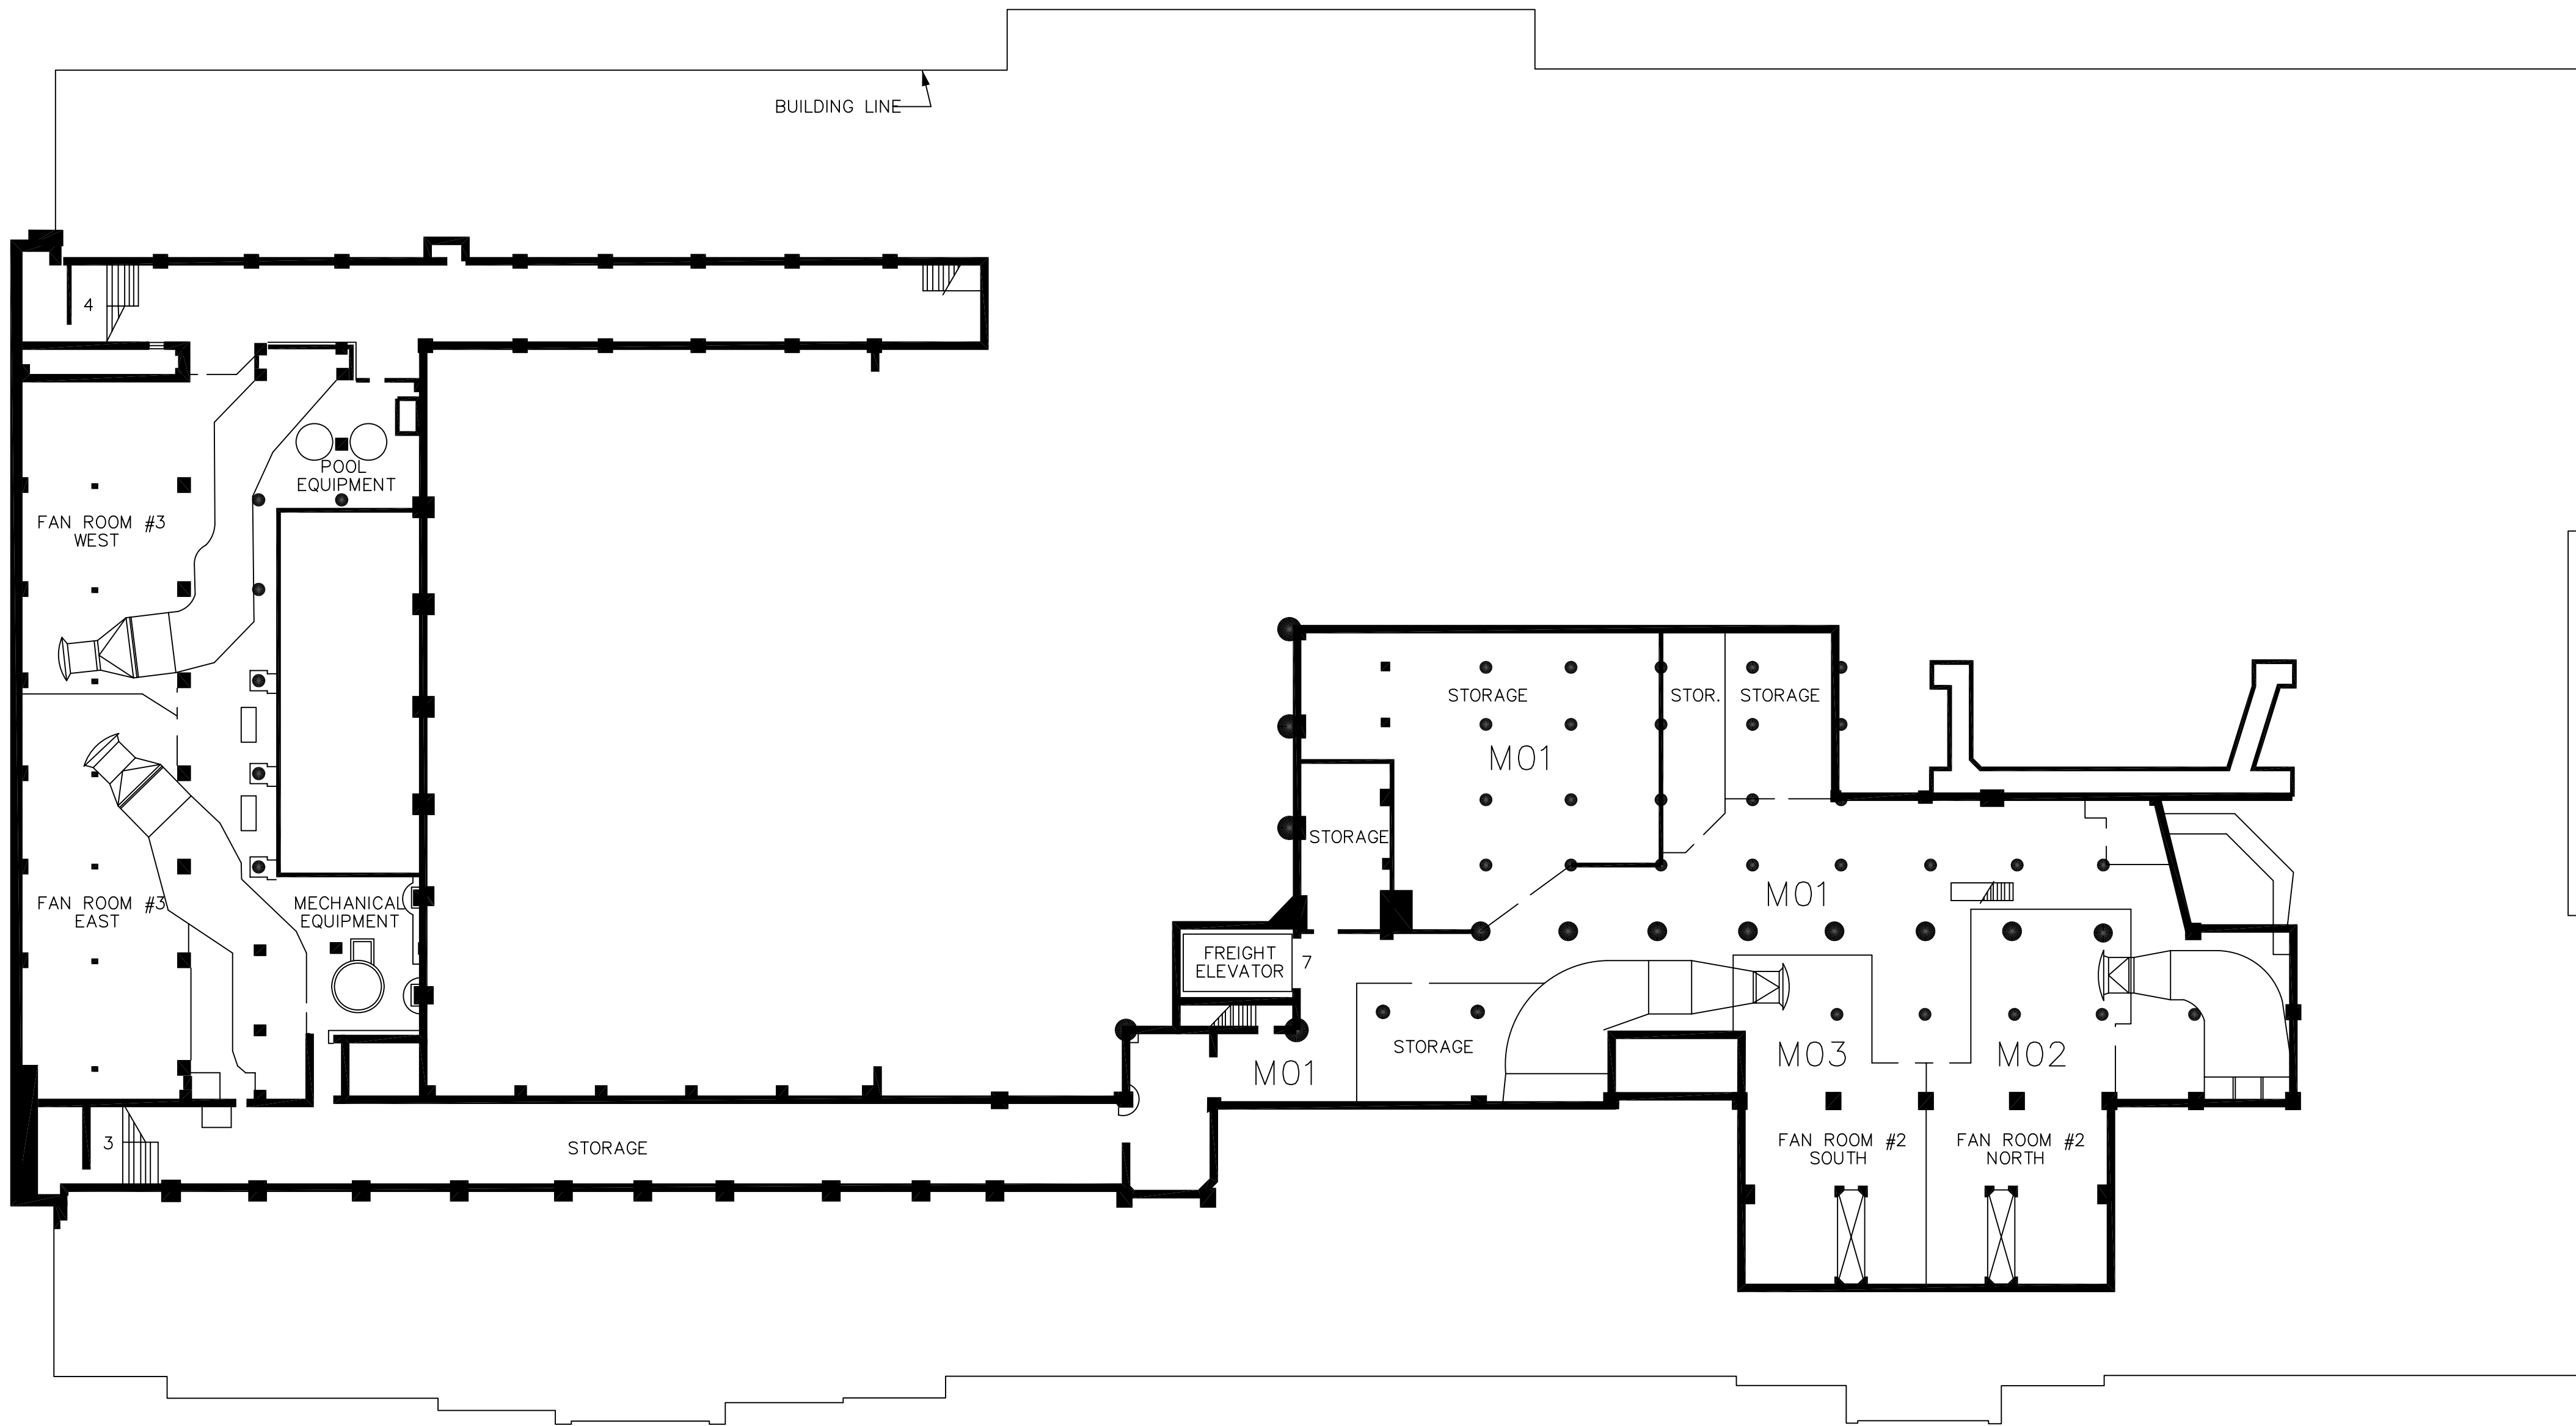 BUILDING LINE
4
POOL
EQUIPMENT
FAN ROOM #3
WEST
STORAGE
STOR.
STORAGE
M01
STORAGE
FAN ROOM #3
EAST
MECHANICAL
EQUIPMENT
M01
FREIGHT
ELEVATOR
7
STORAGE
M01
M03
M02
3
STORAGE
FAN ROOM #2
SOUTH
FAN ROOM #2
NORTH